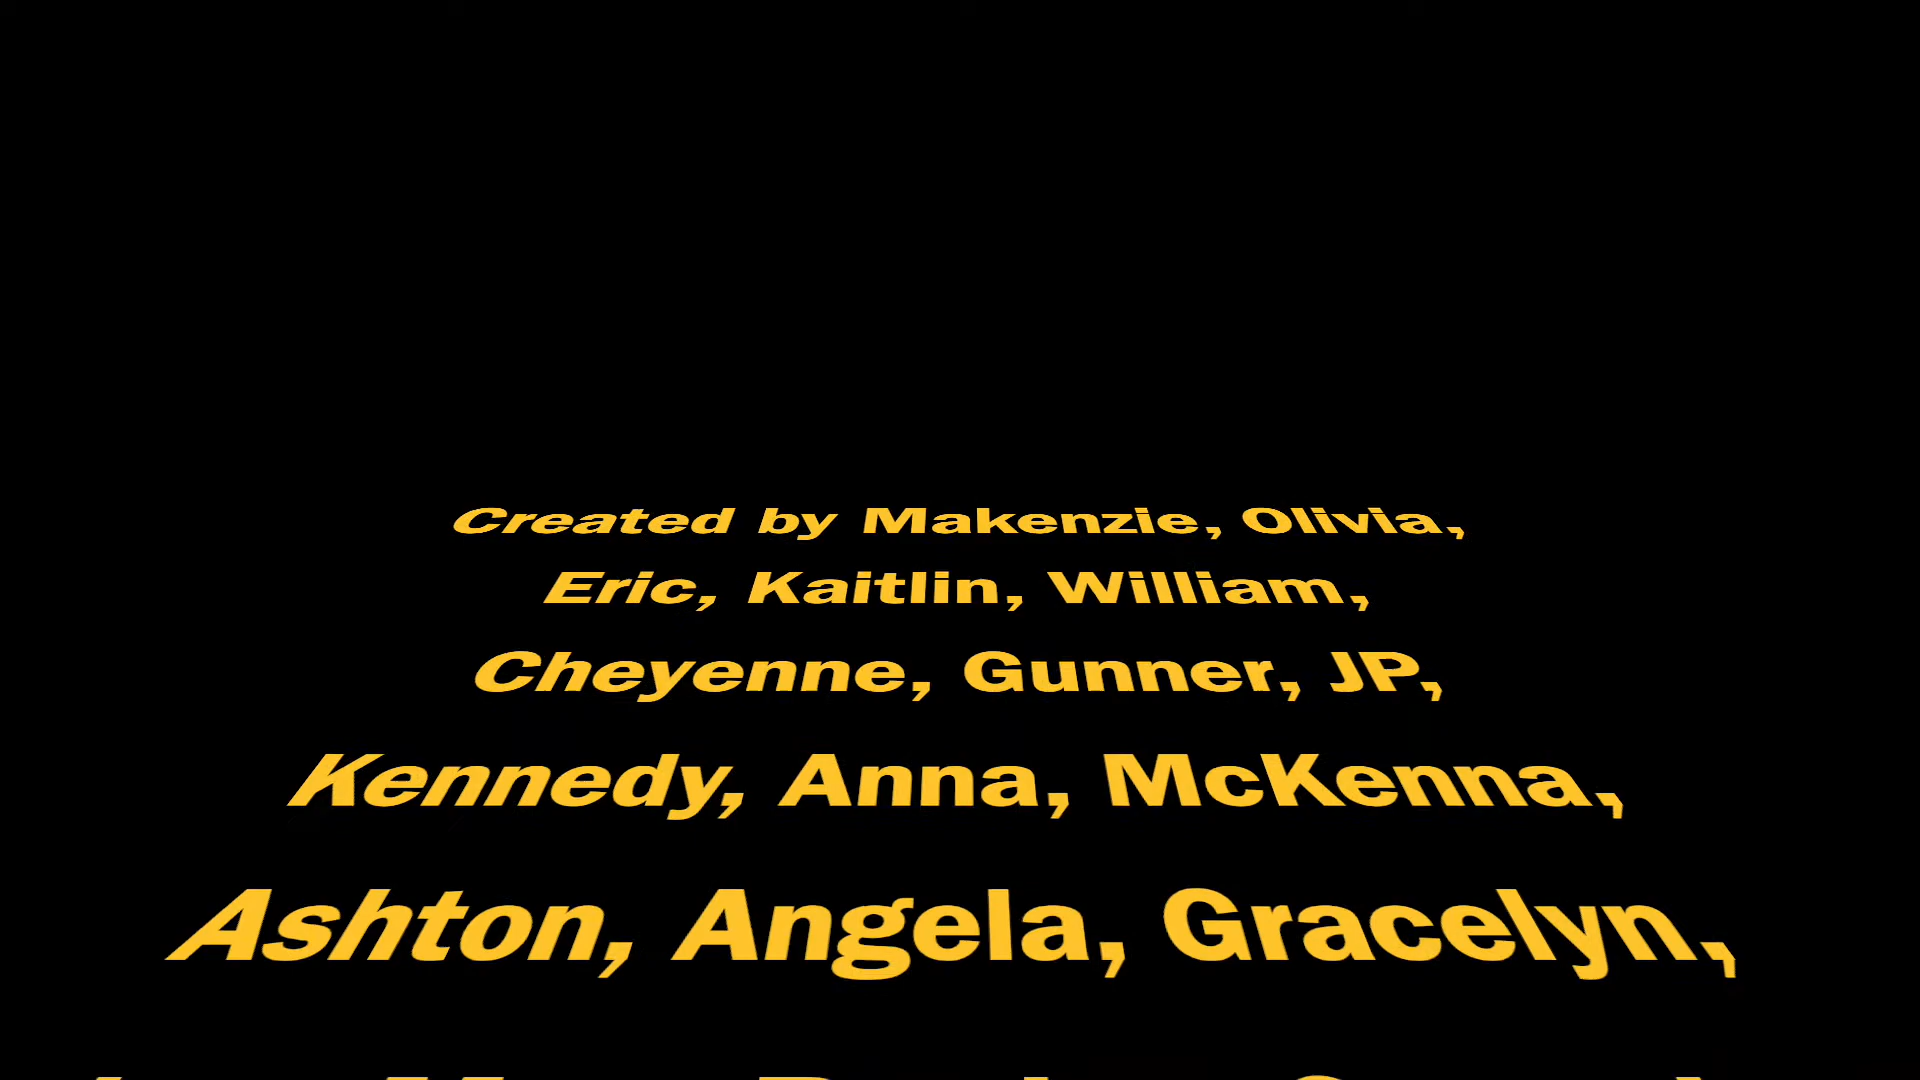 Created by Makenzie, Olivia,
Eric, Kaitlin, William,
Cheyenne, Gunner, JP,
Kennedy, Anna, McKenna,
Ashton, Angela, Gracelyn,